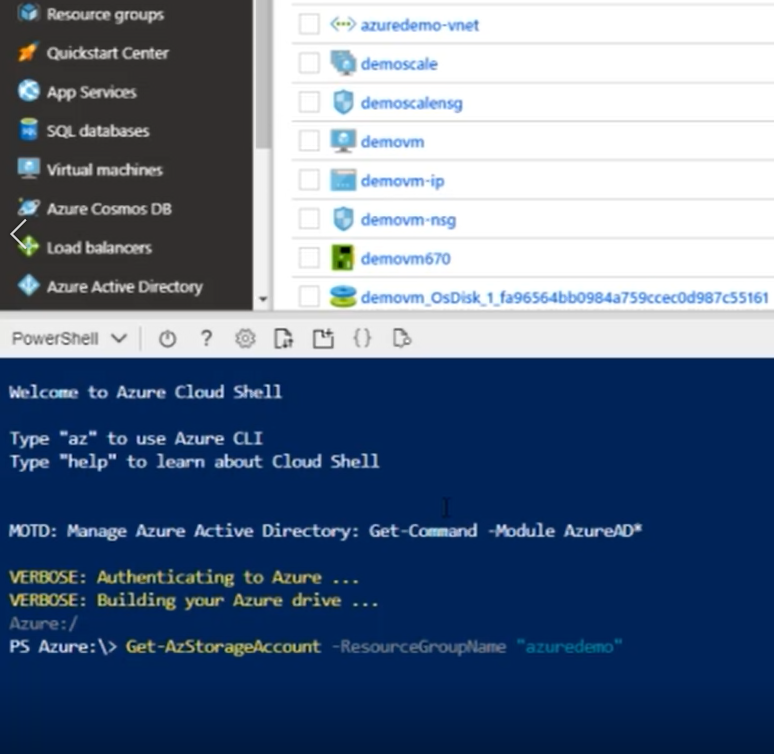 Resource groups
Quickstart Center
App Services
SQL databases
Virtual machines
Azure Cosmos DB
Load balancers
Azure Active Directory
azuredemo-vnet
demoscale
demoscalensg
demovm
demovm-ip
demovm-nsg
demovm670
demovm_OsDisk_1_fa96564bb0984a759ccec0d987c55161
PowerShell
Welcome to Azure Cloud Shell
Type "az" to use Azure CLI
Type "help" to learn about Cloud Shell
MOTD: Manage Azure Active Directory: Get-Command -Module AzureAD*
VERBOSE: Authenticating to Azure ...
VERBOSE: Building your Azure drive ...
Azure:/
PS Azure:\> Get-AzStorageAccount -ResourceGroupName "azuredemo"